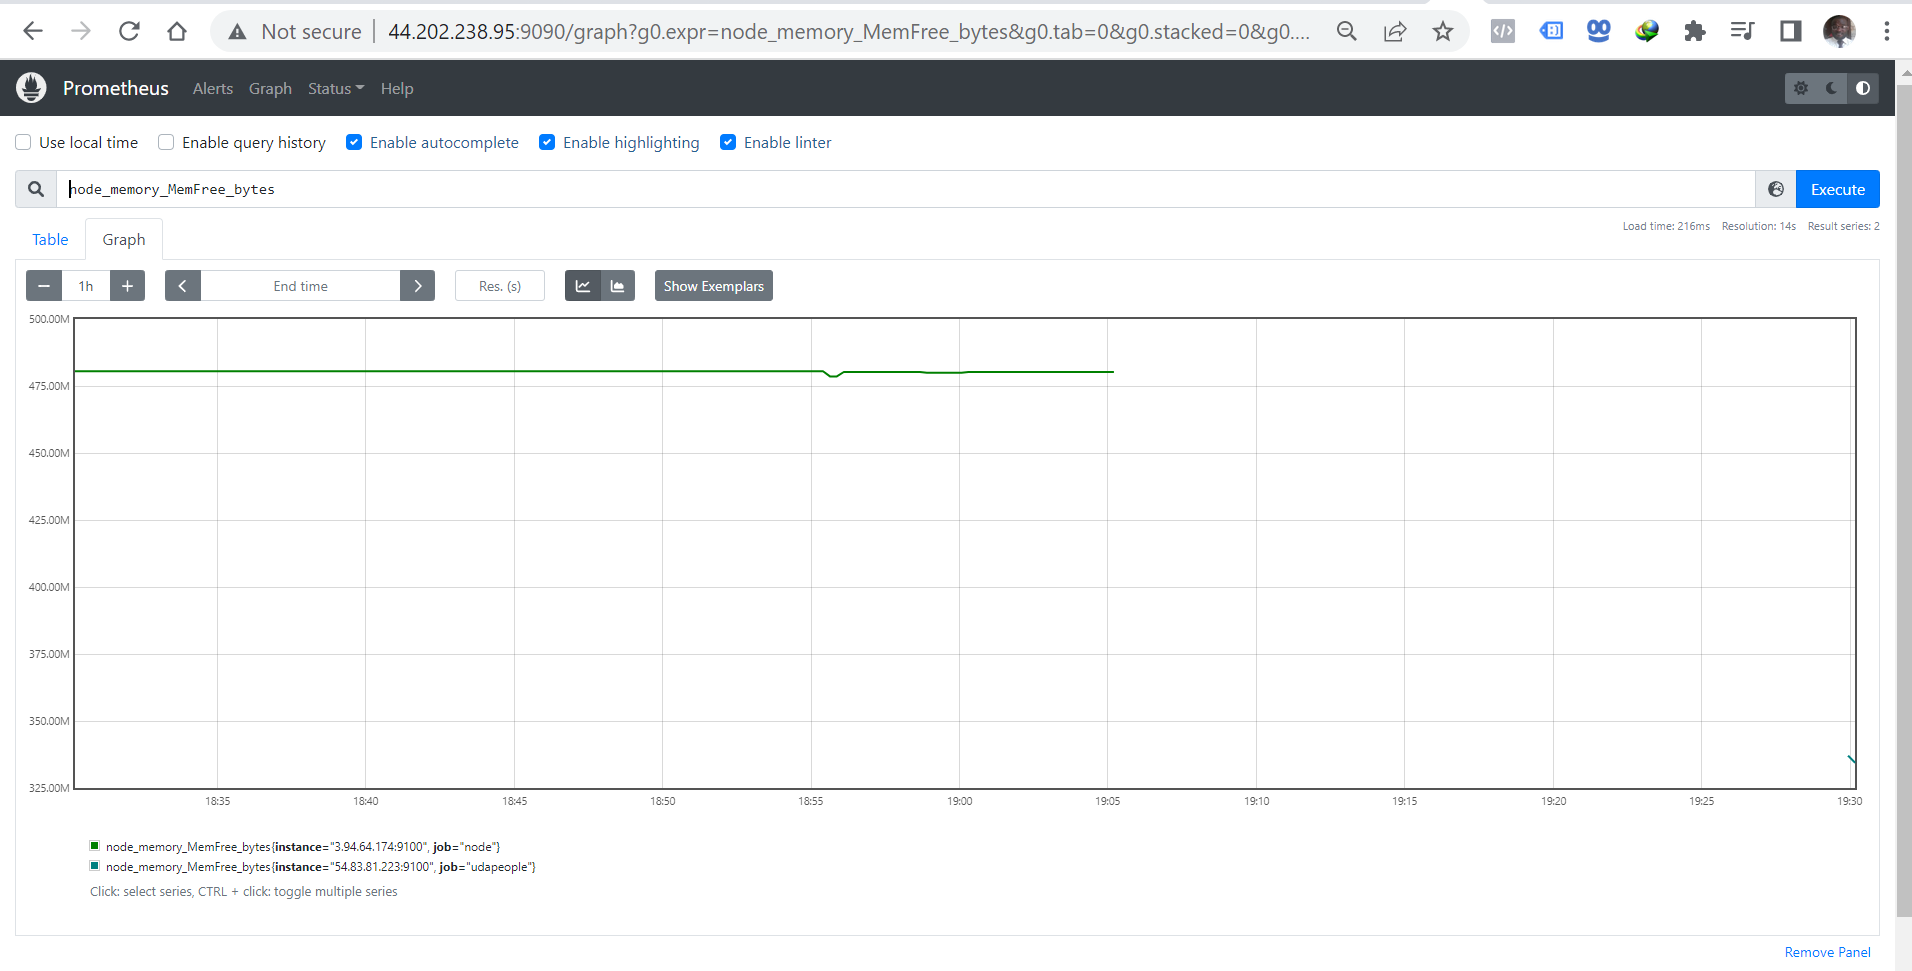 Not secure 44.202.238.95:9090/graph?g0.expr=node_memory_MemFree_bytes&g0.tab=0&g0.stacked=0&g0....
Prometheus Alerts Graph Status Help
Use local time Enable query history Enable autocomplete Enable highlighting Enable linter
node_memory_MemFree_bytes Execute
Load time: 216ms Resolution: 14s Result series: 2
Table Graph
1h End time Res. (s) Show Exemplars
500.00M
475.00M
450.00M
425.00M
400.00M
375.00M
350.00M
325.00M
18:35 18:40 18:45 18:50 18:55 19:00 19:05 19:10 19:15 19:20 19:25 19:30
node_memory_MemFree_bytes{instance="3.94.64.174:9100", job="node"}
node_memory_MemFree_bytes{instance="54.83.81.223:9100", job="udapeople"}
Click: select series, CTRL + click: toggle multiple series
Remove Panel